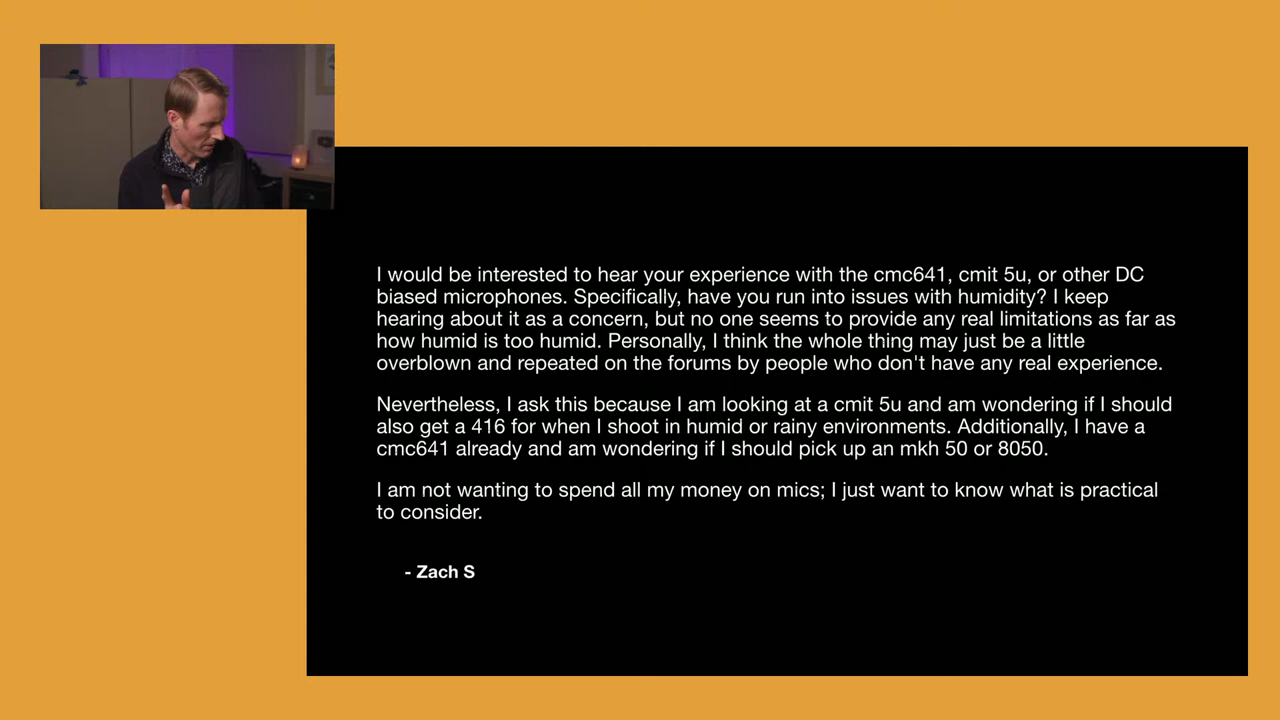 I would be interested to hear your experience with the cmc641, cmit 5u, or other DC
biased microphones. Specifically, have you run into issues with humidity? I keep
hearing about it as a concern, but no one seems to provide any real limitations as far as
how humid is too humid. Personally, I think the whole thing may just be a little
overblown and repeated on the forums by people who don't have any real experience.
Nevertheless, I ask this because I am looking at a cmit 5u and am wondering if I should
also get a 416 for when I shoot in humid or rainy environments. Additionally, I have a
cmc641 already and am wondering if I should pick up an mkh 50 or 8050.
I am not wanting to spend all my money on mics; I just want to know what is practical
to consider.
- Zach S